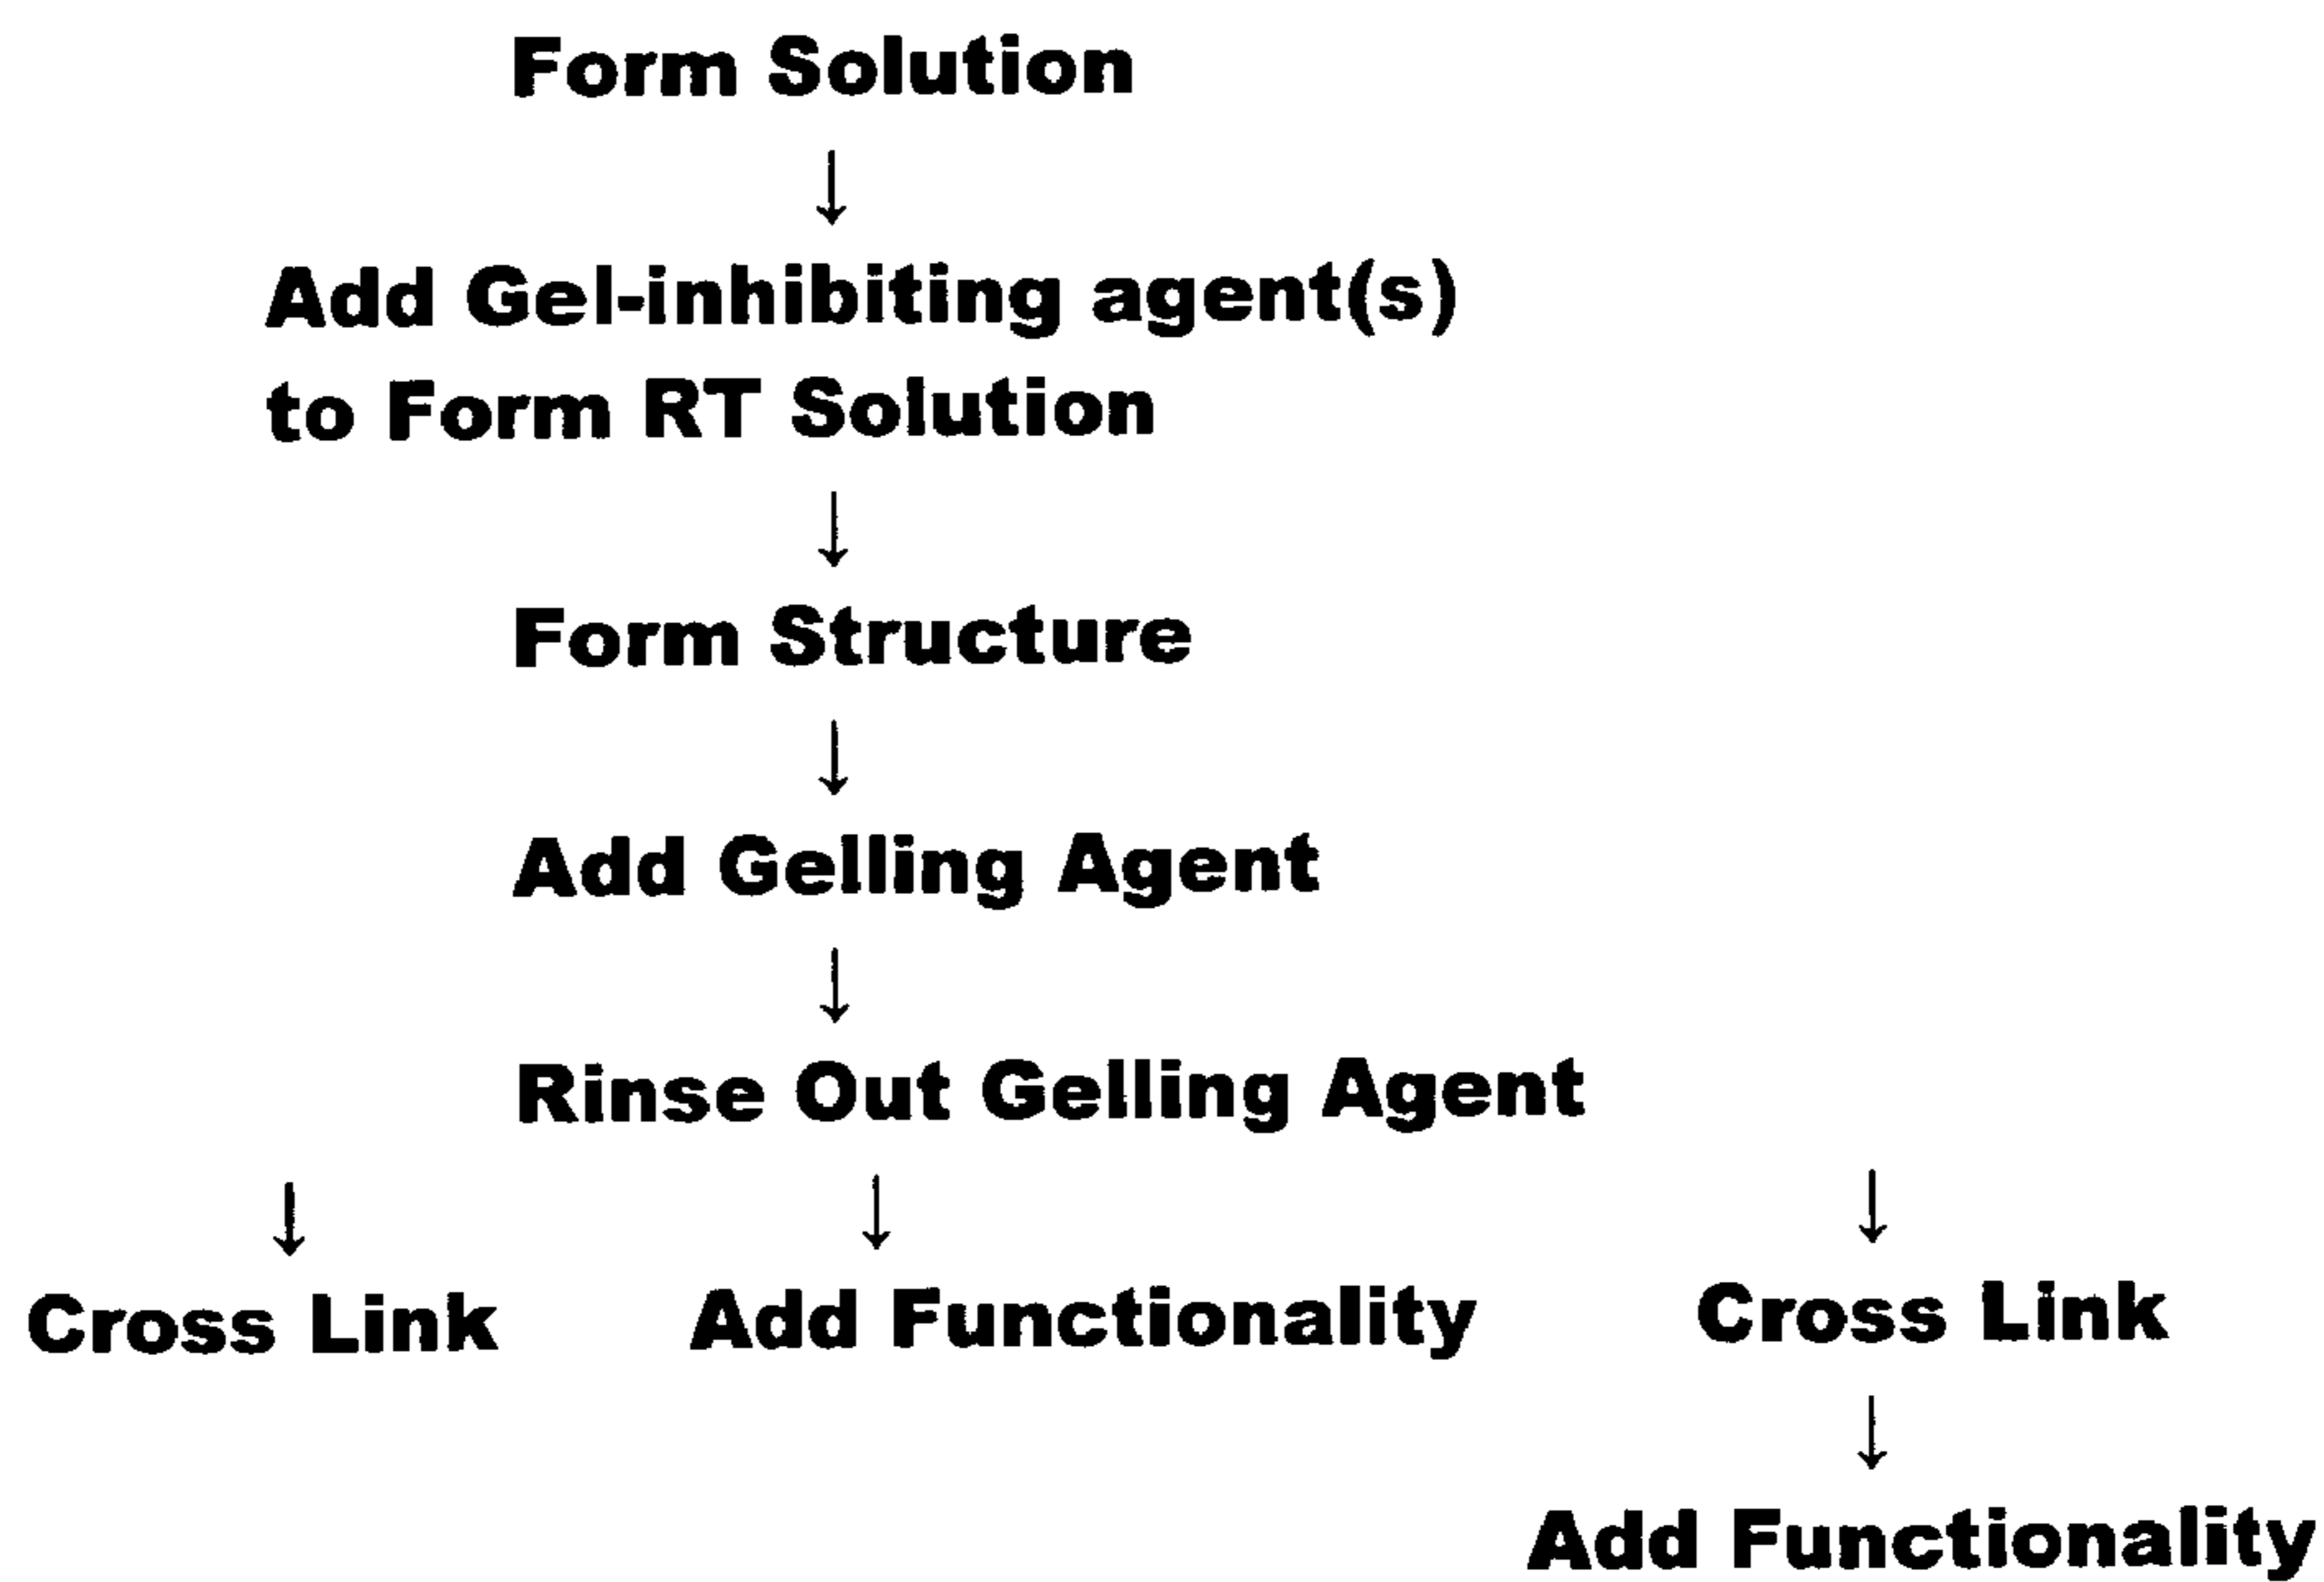 Form Solution
↓
Add Gel-inhibiting agent(s)
to Form RT Solution
↓
Form Structure
↓
Add Gelling Agent
↓
Rinse Out Gelling Agent
↓ ↓ ↓
Cross Link Add Functionality Cross Link
↓
Add Functionality